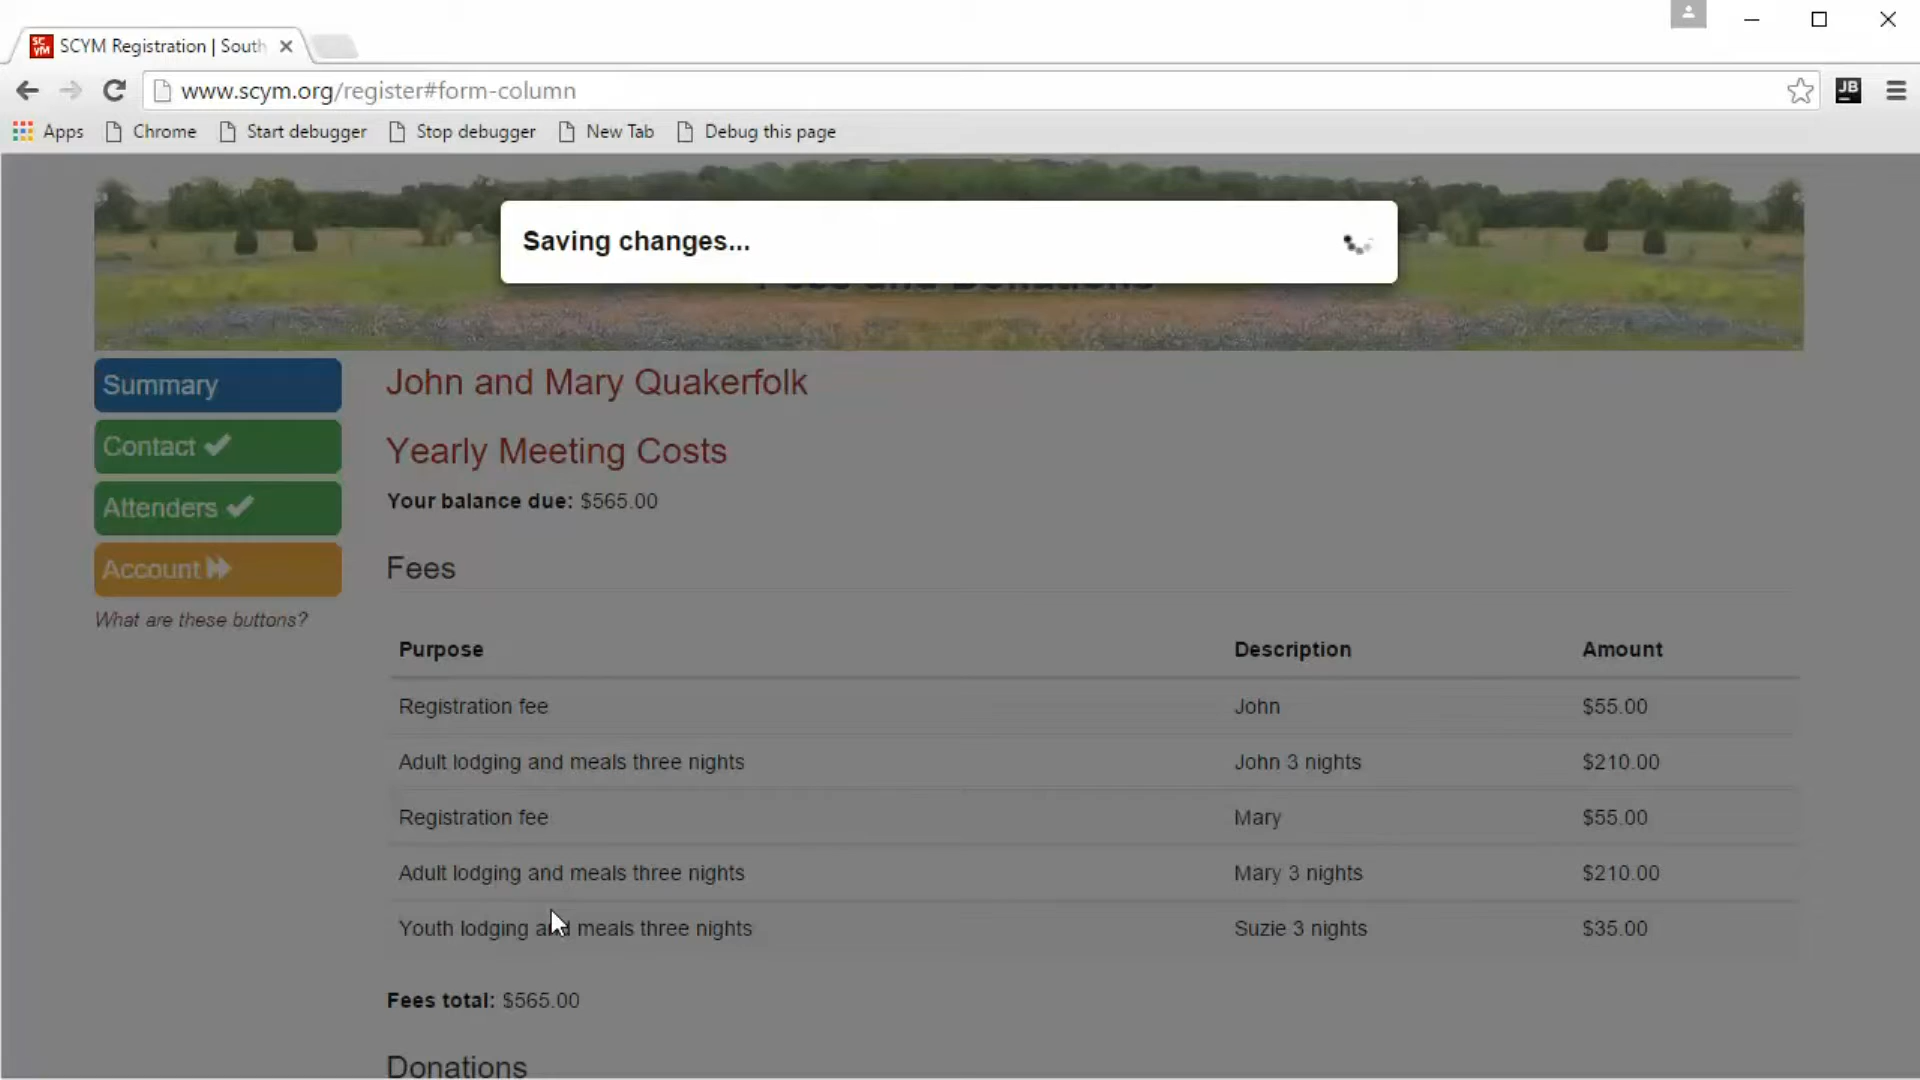 SCYM Registration | South
www.scym.org/register#form-column
JB
Apps Chrome Start debugger Stop debugger New Tab Debug this page
Saving changes...
Summary
Contact
Attenders
Account
What are these buttons?
John and Mary Quakerfolk
Yearly Meeting Costs
Your balance due: $565.00
Fees
Purpose Description Amount
Registration fee John $55.00
Adult lodging and meals three nights John 3 nights $210.00
Registration fee Mary $55.00
Adult lodging and meals three nights Mary 3 nights $210.00
Youth lodging and meals three nights Suzie 3 nights $35.00
Fees total: $565.00
Donations